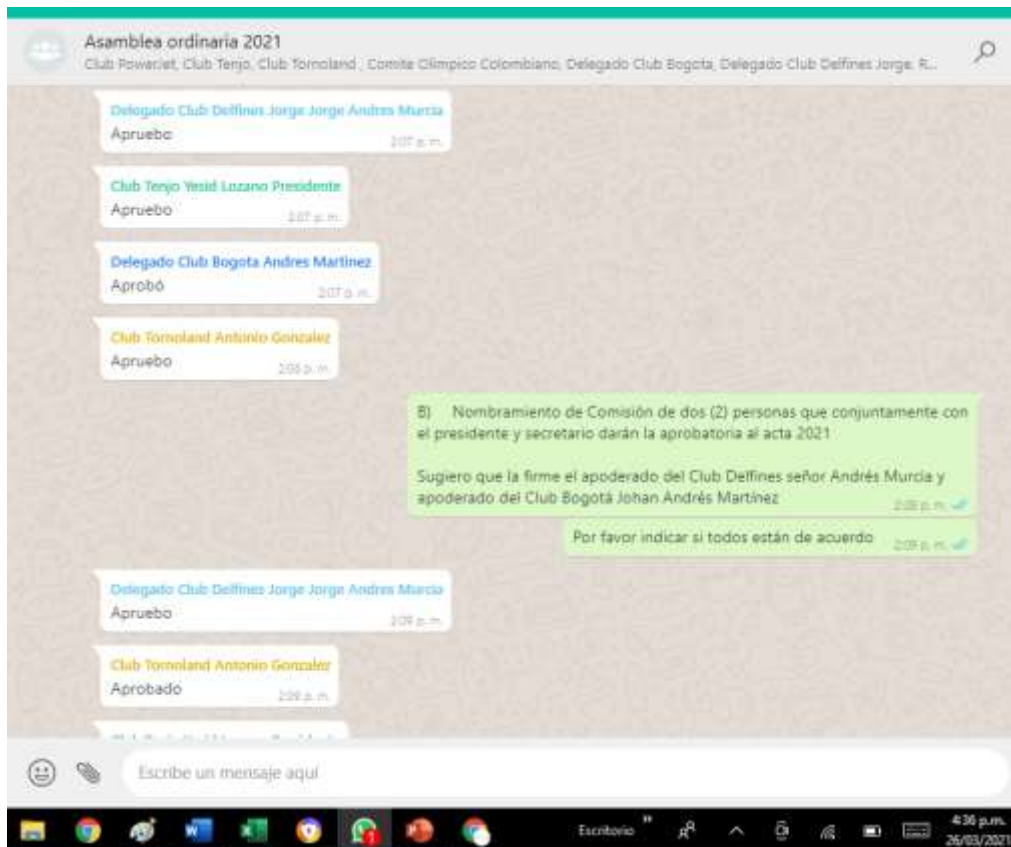 Asamblea ordinaria 2021
Club PowerJet, Club Tenjo, Club Tornoland , Comite Olimpico Colombiano, Delegado Club Bogota, Delegado Club Delfines Jorge, R...
Delegado Club Delfines Jorge Jorge Andres Murcia
Apruebo
2:07 p. m.
Club Tenjo Yesid Lozano Presidente
Apruebo
2:07 p. m.
Delegado Club Bogota Andres Martinez
Aprobó
2:07 p. m.
Club Tornoland Antonio Gonzalez
Apruebo
p. m.
B) Nombramiento de Comisión de dos (2) personas que conjuntamente con
el presidente y secretario darán la aprobatoria al acta 2021
Sugiero que la firme el apoderado del Club Delfines señor Andrés Murcia y
apoderado del Club Bogotá Johan Andrés Martínez
2:09 p. m.
Por favor indicar si todos están de acuerdo
2:09 p. m.
Delegado Club Delfines Jorge Jorge Andres Murcia
Apruebo
2:09 p. m.
Club Tornoland Antonio Gonzalez
Aprobado
2:09 p. m.
Escribe un mensaje aquí
Escritorio
4:36 p.m.
26/03/2021